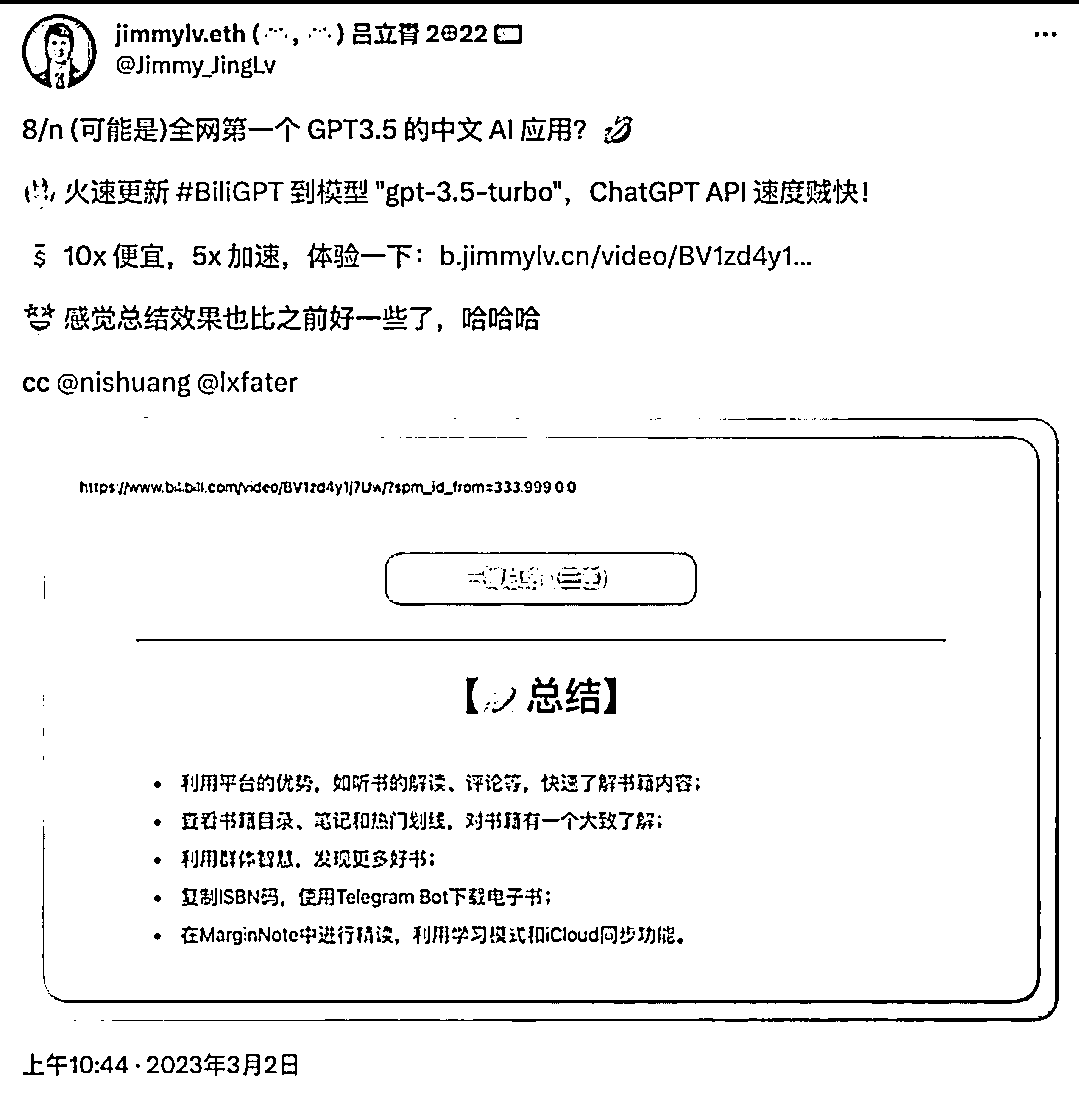 jimmylv.eth ( , ) 吕立青 2022
@Jimmy_JingLv
8/n (可能是)全网第一个 GPT3.5 的中文 AI 应用？
火速更新 #BiliGPT 到模型 "gpt-3.5-turbo"，ChatGPT API 速度贼快！
10x 便宜，5x 加速，体验一下：b.jimmylv.cn/video/BV1zd4y1...
感觉总结效果也比之前好一些了，哈哈哈
cc @nishuang @lxfater
https://www.bilibili.com/video/BV1zd4y1j7Uw/?spm_id_from=333.999.0.0
【 总结】
• 利用平台的优势，如听书的解读、评论等，快速了解书籍内容；
• 查看书籍目录、笔记和热门划线，对书籍有一个大致了解；
• 利用群体智慧，发现更多好书；
• 复制ISBN码，使用Telegram Bot下载电子书；
• 在MarginNote中进行精读，利用学习模式和iCloud同步功能。
上午10:44 · 2023年3月2日